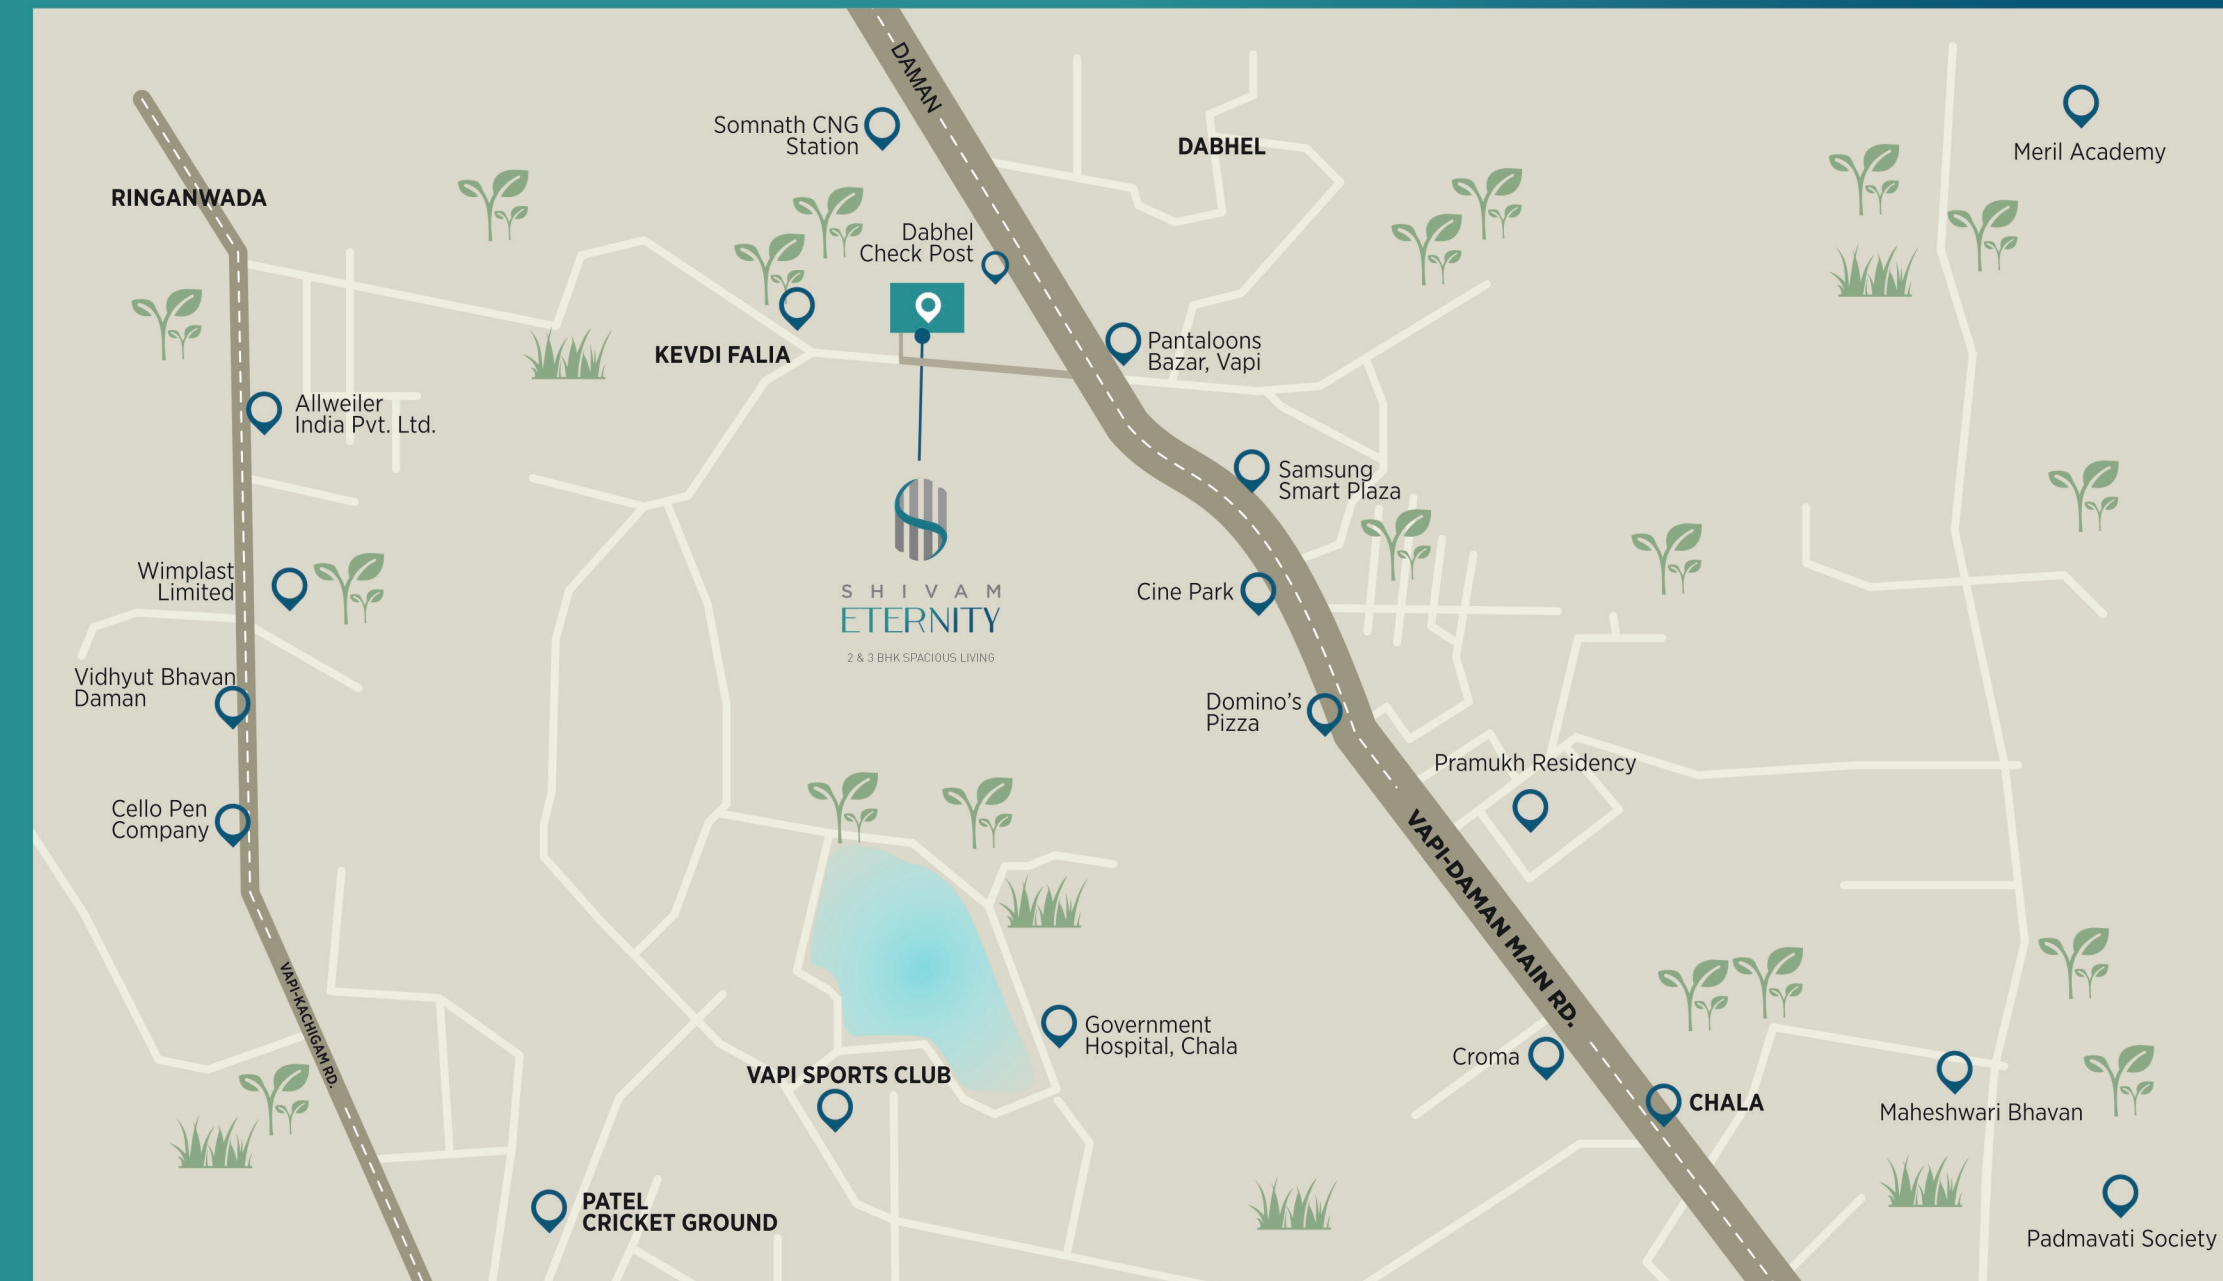 DAMAN
Somnath CNG
Station
DABHEL
Meril Academy
RINGANWADA
Dabhel
Check Post
KEVDI FALIA
Pantaloons
Bazar, Vapi
Allweiler
India Pvt. Ltd.
Samsung
Smart Plaza
Wimplast
Limited
SHIVAM
ETERNITY
2 & 3 BHK SPACIOUS LIVING
Cine Park
Vidhyut Bhavan
Daman
Domino's
Pizza
Pramukh Residency
Cello Pen
Company
VAPI-DAMAN MAIN RD.
VAPI-KACHIGAM RD.
Government
Hospital, Chala
Croma
VAPI SPORTS CLUB
CHALA
Maheshwari Bhavan
PATEL
CRICKET GROUND
Padmavati Society